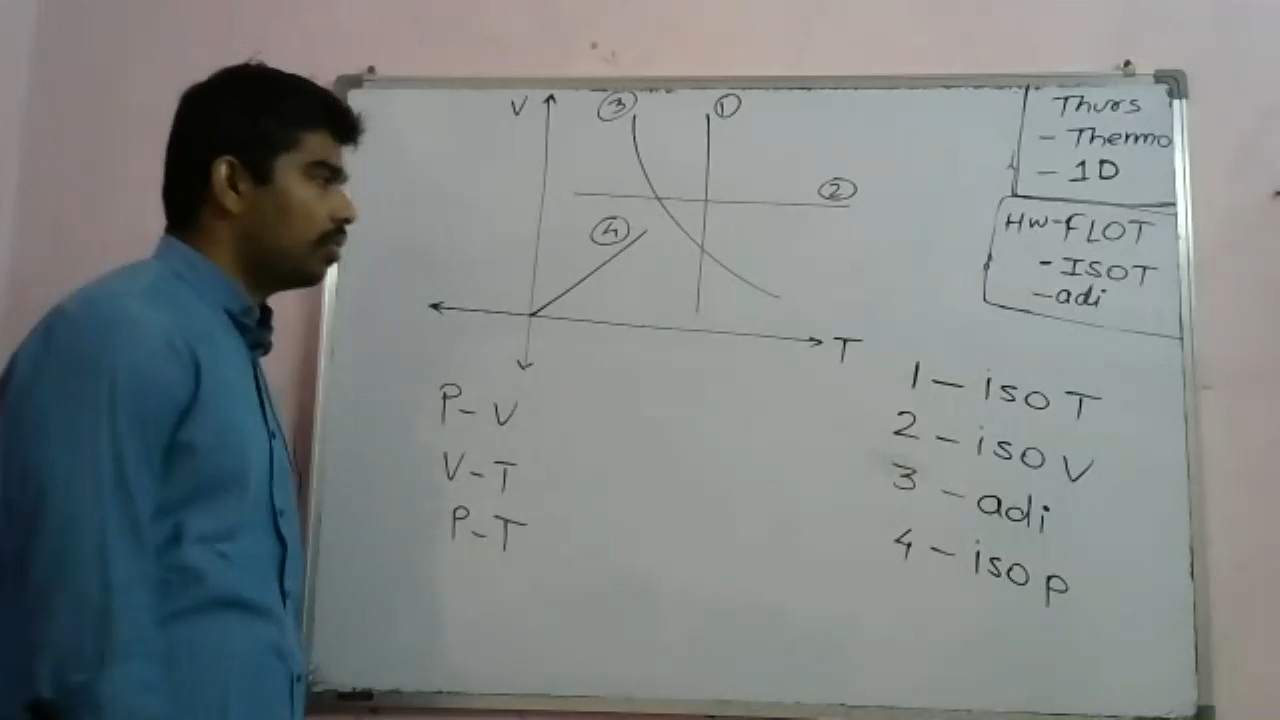 V
③
①
②
④
T
P-V
V-T
P-T
Thurs
- Thermo
- 1D
HW-FLOT
- ISOT
- adi
1 - iso T
2 - iso V
3 - adi
4 - iso p